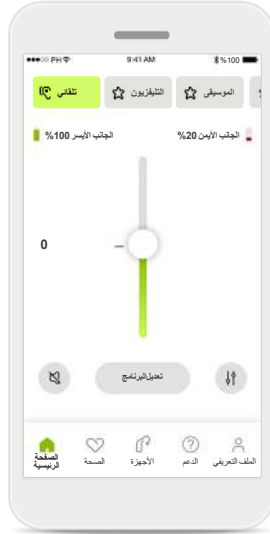 PH
9:41 AM
%100
تلقائي
التليفزيون
الموسيقى
الجانب الأيسر 100%
الجانب الأيمن 20%
0
تعديل البرنامج
الصفحة الرئيسية
الصحة
الأجهزة
الدعم
الملف التعريفي